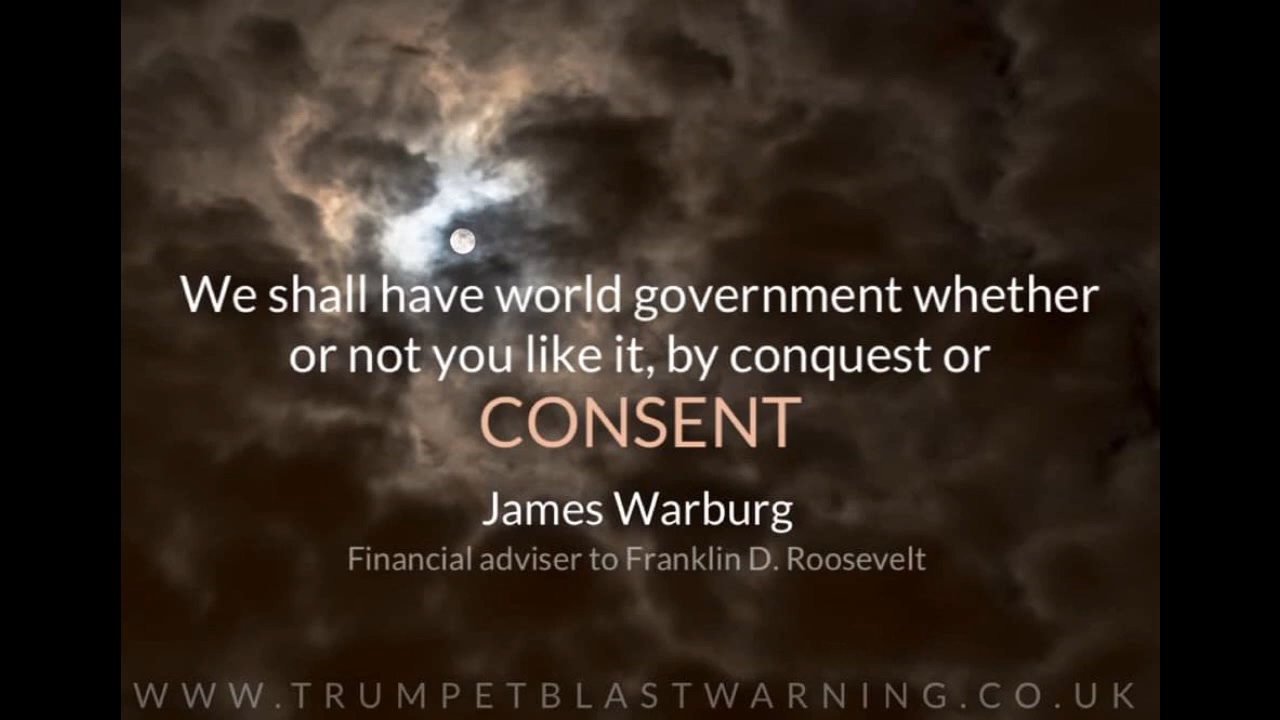 We shall have world government whether
or not you like it, by conquest or
CONSENT
James Warburg
Financial adviser to Franklin D. Roosevelt
WWW.TRUMPETBLASTWARNING.CO.UK